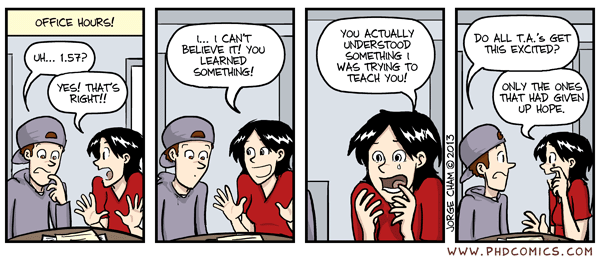 OFFICE HOURS!
UH... 1.57?
YES! THAT'S
RIGHT!!
I... I CAN'T
BELIEVE IT! YOU
LEARNED
SOMETHING!
YOU ACTUALLY
UNDERSTOOD
SOMETHING I
WAS TRYING TO
TEACH YOU!
DO ALL T.A.'s GET
THIS EXCITED?
ONLY THE ONES
THAT HAD GIVEN
UP HOPE.
JORGE CHAM © 2013
WWW.PHDCOMICS.COM